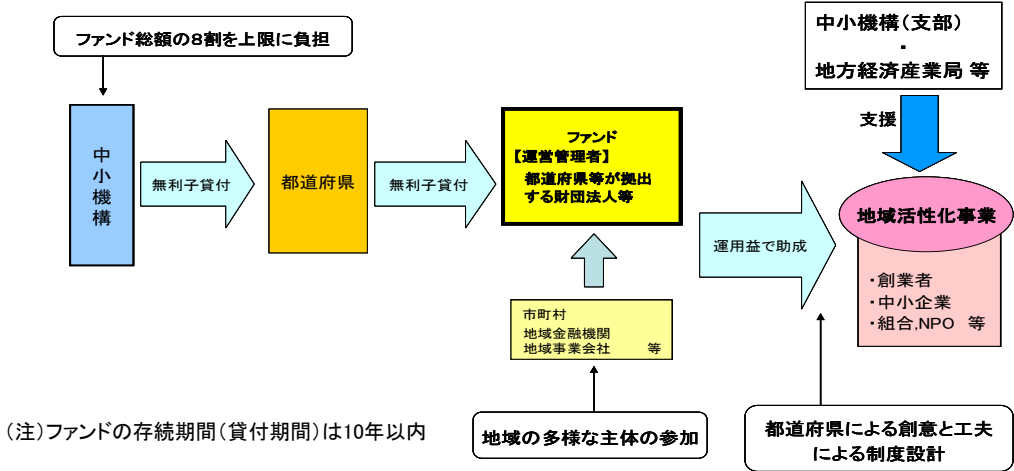 ファンド総額の8割を上限に負担
中小機構(支部)
・
地方経済産業局 等
支援
中小機構
無利子貸付
都道府県
無利子貸付
ファンド
【運営管理者】
都道府県等が拠出
する財団法人等
運用益で助成
地域活性化事業
・創業者
・中小企業
・組合,NPO 等
市町村
地域金融機関
地域事業会社 等
(注)ファンドの存続期間(貸付期間)は10年以内
地域の多様な主体の参加
都道府県による創意と工夫
による制度設計